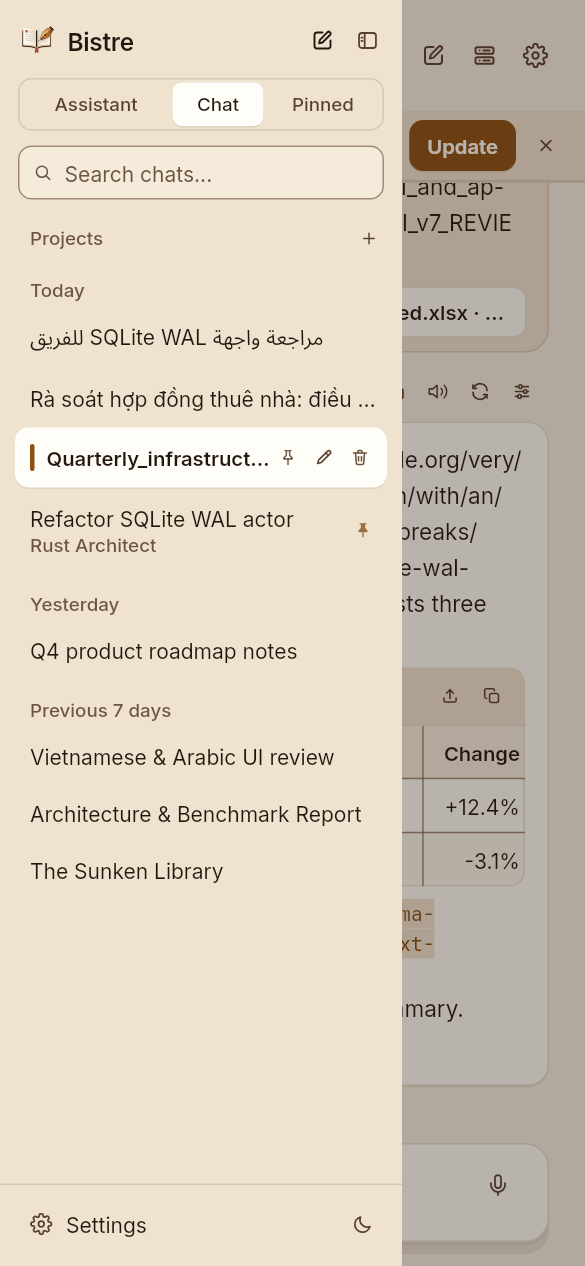 Bistre
Assistant
Chat
Pinned
Search chats...
Projects
Today
مراجعة واجهة SQLite WAL للفريق
Rà soát hợp đồng thuê nhà: điều ...
Quarterly_infrastruct...
Refactor SQLite WAL actor
Rust Architect
Yesterday
Q4 product roadmap notes
Previous 7 days
Vietnamese & Arabic UI review
Architecture & Benchmark Report
The Sunken Library
Settings
Update
_and_ap-
_v7_REVIE
ed.xlsx · ...
le.org/very/
/with/an/
breaks/
e-wal-
sts three
Change
+12.4%
-3.1%
ma-
xt-
mary.